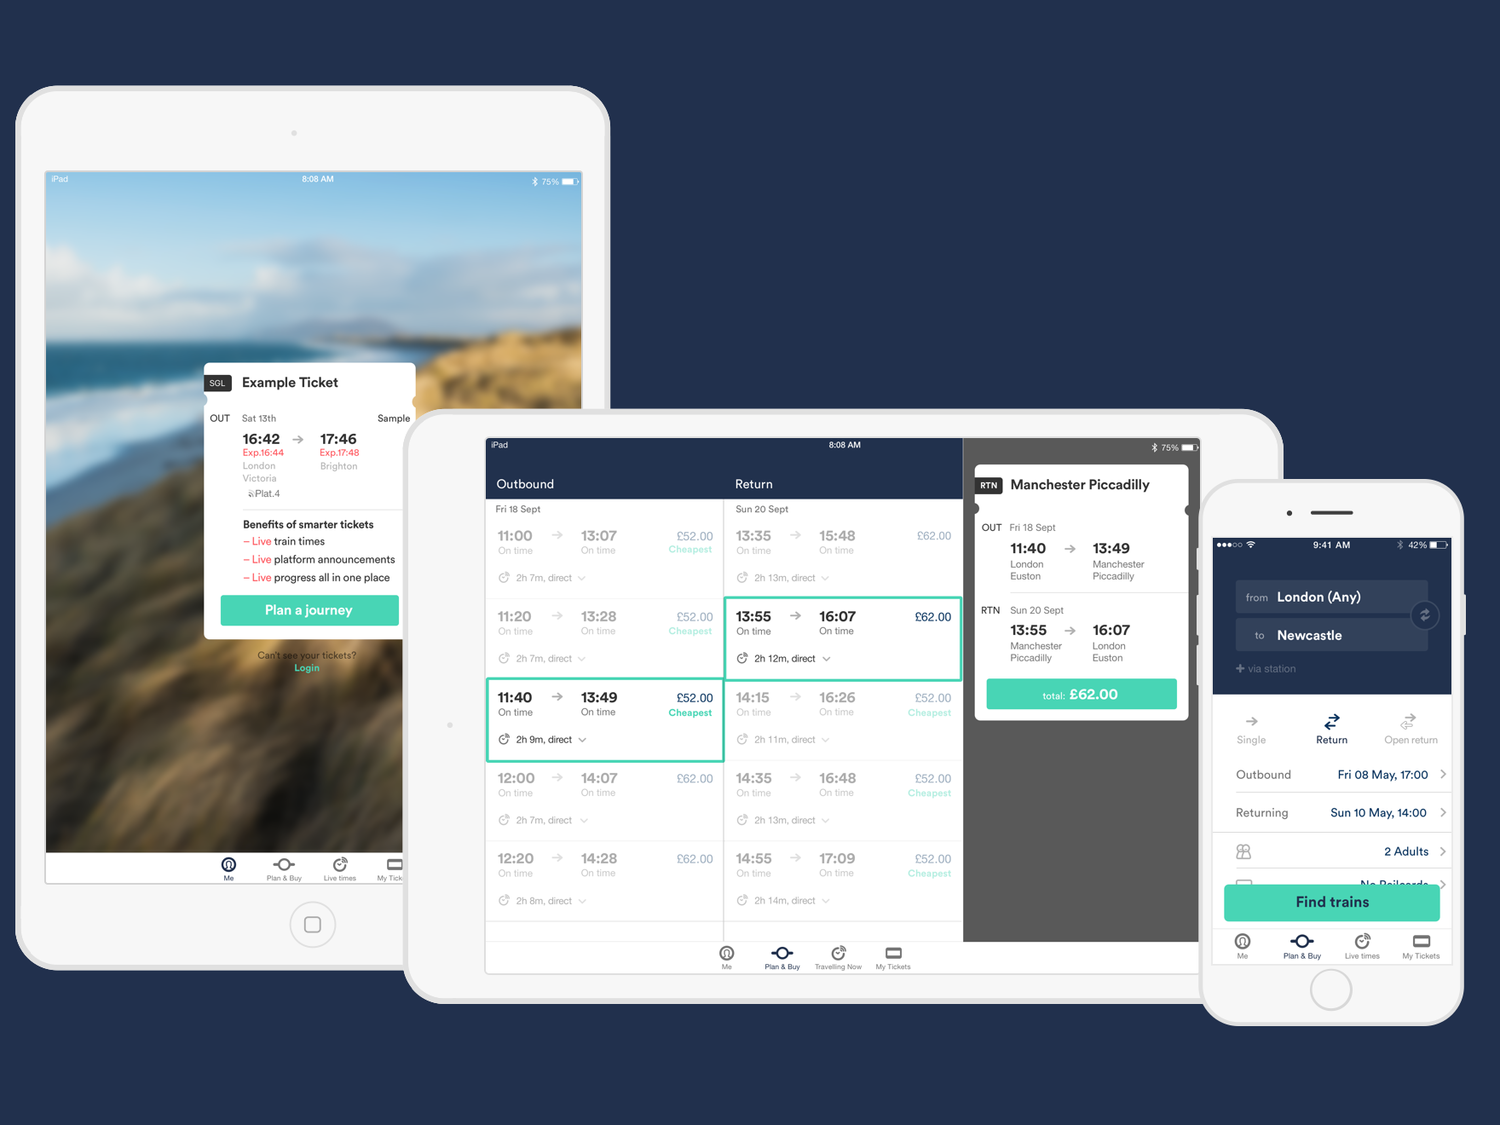 iPad 8:08 AM 75%
SGL Example Ticket
OUT Sat 13th Sample
16:42 17:46
Exp.16:44 Exp.17:48
London Brighton
Victoria
Plat.4
Benefits of smarter tickets
– Live train times
– Live platform announcements
– Live progress all in one place
Plan a journey
Can't see your tickets?
Login
Me Plan & Buy Live times My Tick
iPad 8:08 AM 75%
Outbound Return
Fri 18 Sept Sun 20 Sept
11:00 13:07 £52.00
On time On time Cheapest
2h 7m, direct
11:20 13:28 £52.00
On time On time Cheapest
2h 7m, direct
11:40 13:49 £52.00
On time On time Cheapest
2h 9m, direct
12:00 14:07 £62.00
On time On time
2h 7m, direct
12:20 14:28 £62.00
On time On time
2h 8m, direct
13:35 15:48 £62.00
On time On time
2h 13m, direct
13:55 16:07 £62.00
On time On time
2h 12m, direct
14:15 16:26 £52.00
On time On time Cheapest
2h 11m, direct
14:35 16:48 £52.00
On time On time Cheapest
2h 13m, direct
14:55 17:09 £52.00
On time On time Cheapest
2h 14m, direct
RTN Manchester Piccadilly
OUT Fri 18 Sept
11:40 13:49
London Manchester
Euston Piccadilly
RTN Sun 20 Sept
13:55 16:07
Manchester London
Piccadilly Euston
total: £62.00
Me Plan & Buy Travelling Now My Tickets
9:41 AM 42%
from London (Any)
to Newcastle
+ via station
Single Return Open return
Outbound Fri 08 May, 17:00
Returning Sun 10 May, 14:00
2 Adults
No Railcards
Find trains
Me Plan & Buy Live times My Tickets